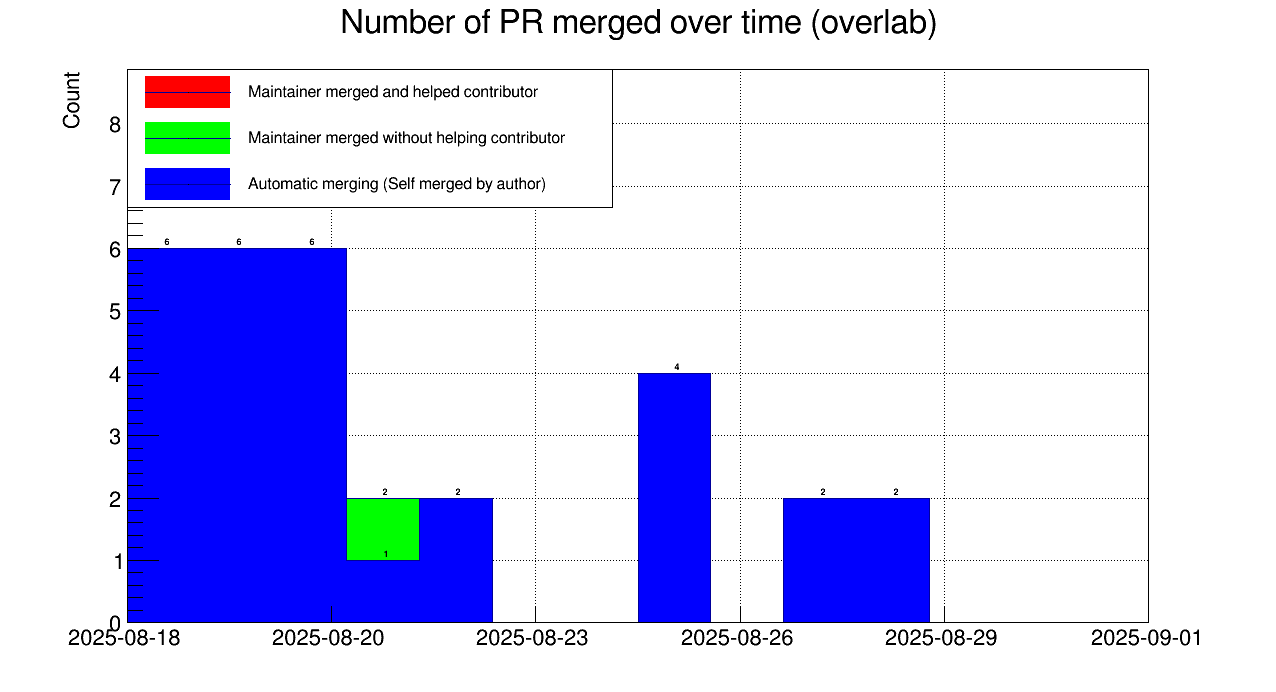 Number of PR merged over time (overlab)
Count
Maintainer merged and helped contributor
Maintainer merged without helping contributor
Automatic merging (Self merged by author)
8
7
6
5
4
3
2
1
0
6 6 6
4
2 2 2 2
1
2025-08-18 2025-08-20 2025-08-23 2025-08-26 2025-08-29 2025-09-01